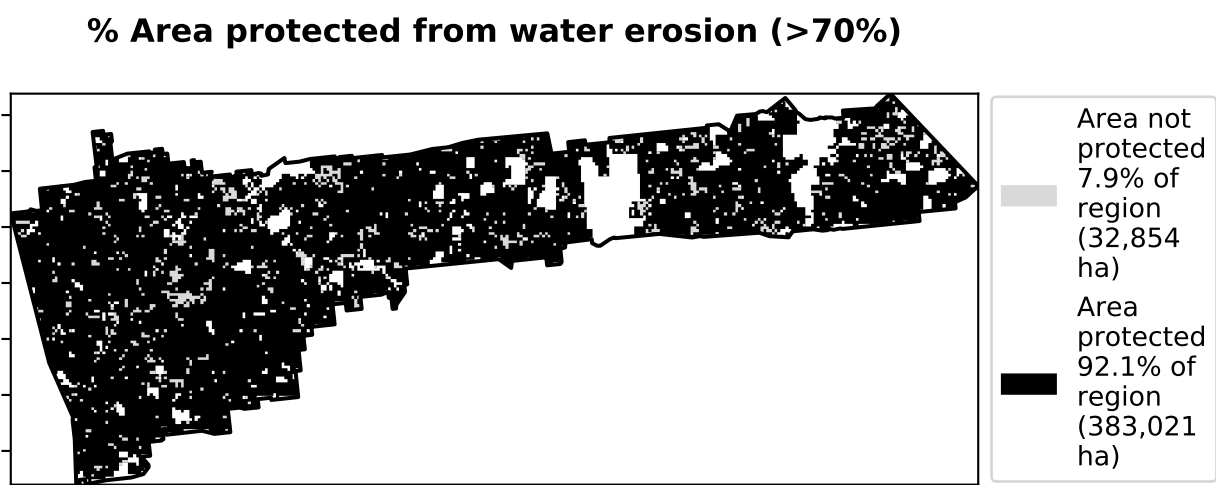 % Area protected from water erosion (>70%)
Area not
protected
7.9% of
region
(32,854
ha)
Area
protected
92.1% of
region
(383,021
ha)